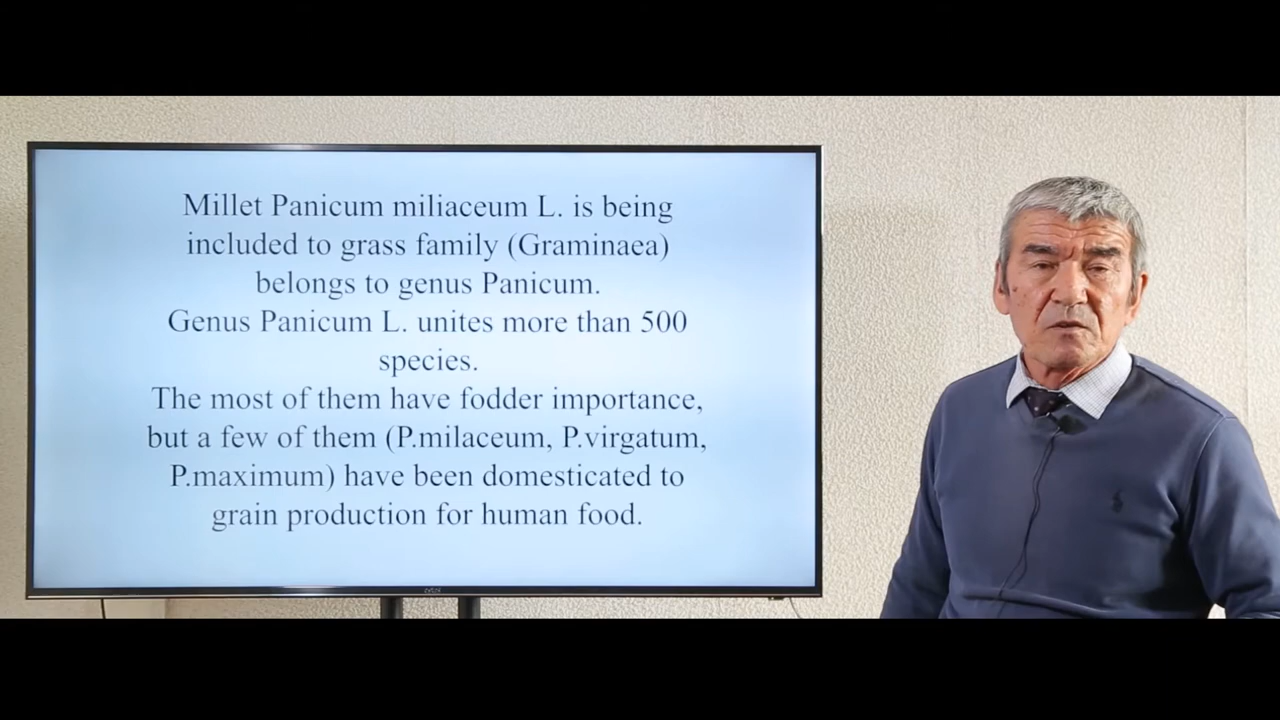 Millet Panicum miliaceum L. is being
included to grass family (Graminaea)
belongs to genus Panicum.
Genus Panicum L. unites more than 500
species.
The most of them have fodder importance,
but a few of them (P.milaceum, P.virgatum,
P.maximum) have been domesticated to
grain production for human food.